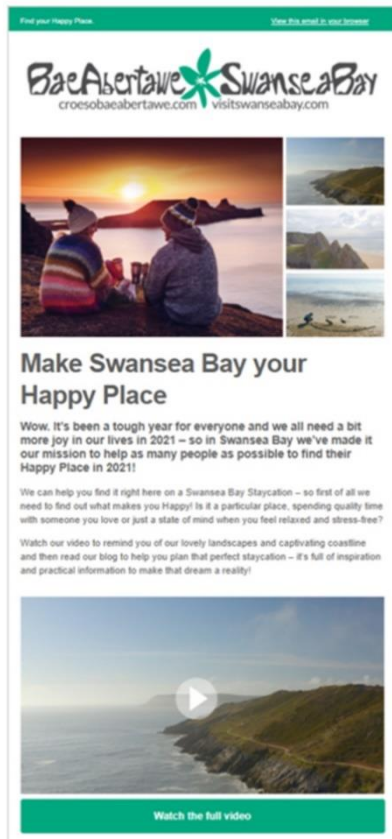 Find your Happy Place.
View this email in your browser
BaeAbertawe SwanseaBay
croesobaeabertawe.com visitswanseabay.com
Make Swansea Bay your
Happy Place
Wow. It's been a tough year for everyone and we all need a bit
more joy in our lives in 2021 – so in Swansea Bay we've made it
our mission to help as many people as possible to find their
Happy Place in 2021!
We can help you find it right here on a Swansea Bay Staycation – so first of all we
need to find out what makes you Happy! Is it a particular place, spending quality time
with someone you love or just a state of mind when you feel relaxed and stress-free?
Watch our video to remind you of our lovely landscapes and captivating coastline
and then read our blog to help you plan that perfect staycation – it's full of inspiration
and practical information to make that dream a reality!
Watch the full video